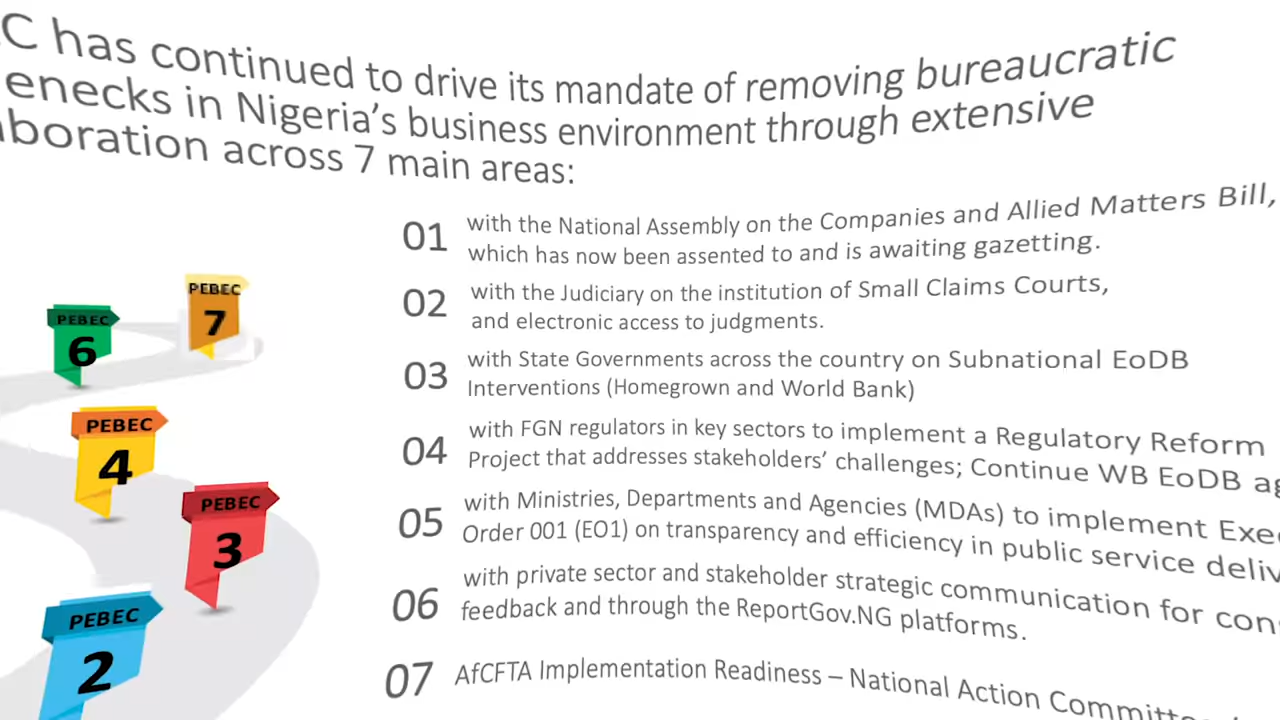 C has continued to drive its mandate of removing bureaucratic
enecks in Nigeria's business environment through extensive
boration across 7 main areas:
01 with the National Assembly on the Companies and Allied Matters Bill,
which has now been assented to and is awaiting gazetting.
02 with the Judiciary on the institution of Small Claims Courts,
and electronic access to judgments.
03 with State Governments across the country on Subnational EoDB
Interventions (Homegrown and World Bank)
04 with FGN regulators in key sectors to implement a Regulatory Reform
Project that addresses stakeholders' challenges; Continue WB EoDB
05 with Ministries, Departments and Agencies (MDAs) to implement
Order 001 (EO1) on transparency and efficiency in public service
06 with private sector and stakeholder strategic communication for
feedback and through the ReportGov.NG platforms.
07 AfCFTA Implementation Readiness – National Action
PEBEC
7
PEBEC
6
PEBEC
4
PEBEC
3
PEBEC
2